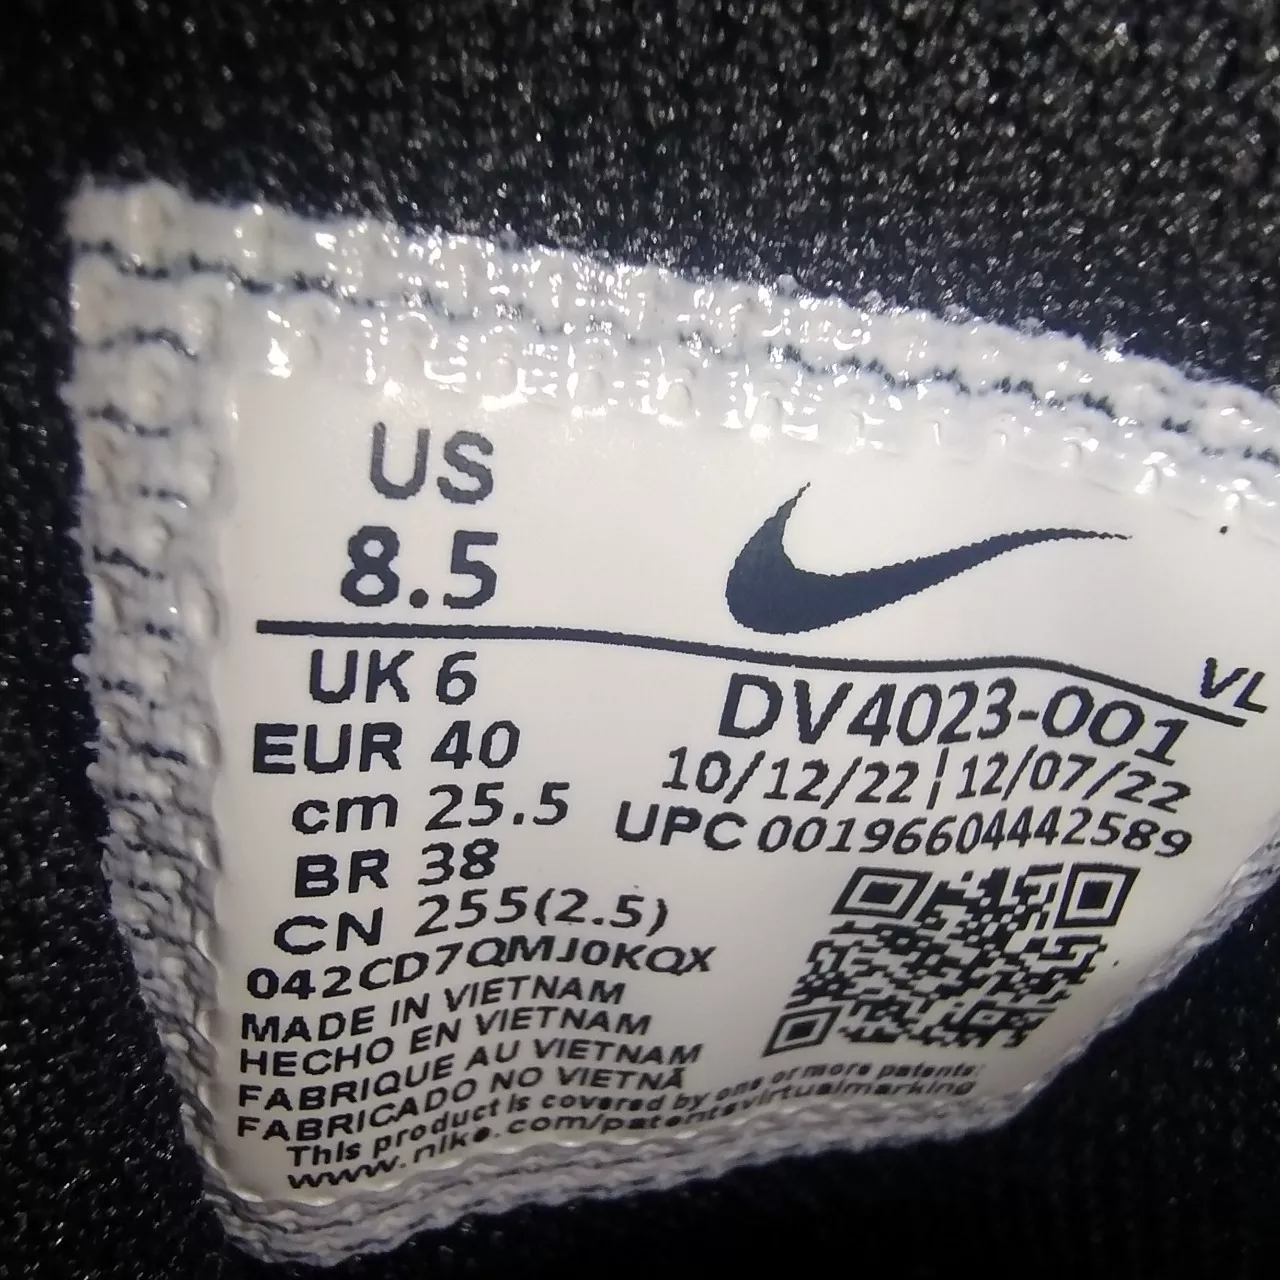 US
8.5
VL
UK 6
EUR 40
cm 25.5
BR 38
CN 255(2.5)
DV4023-001
10/12/22 ¦ 12/07/22
UPC 00196604442589
042CD7QMJ0KQX
MADE IN VIETNAM
HECHO EN VIETNAM
FABRIQUE AU VIETNAM
FABRICADO NO VIETNÃ
This product is covered by one or more patents:
www.nike.com/patentsvirtualmarking